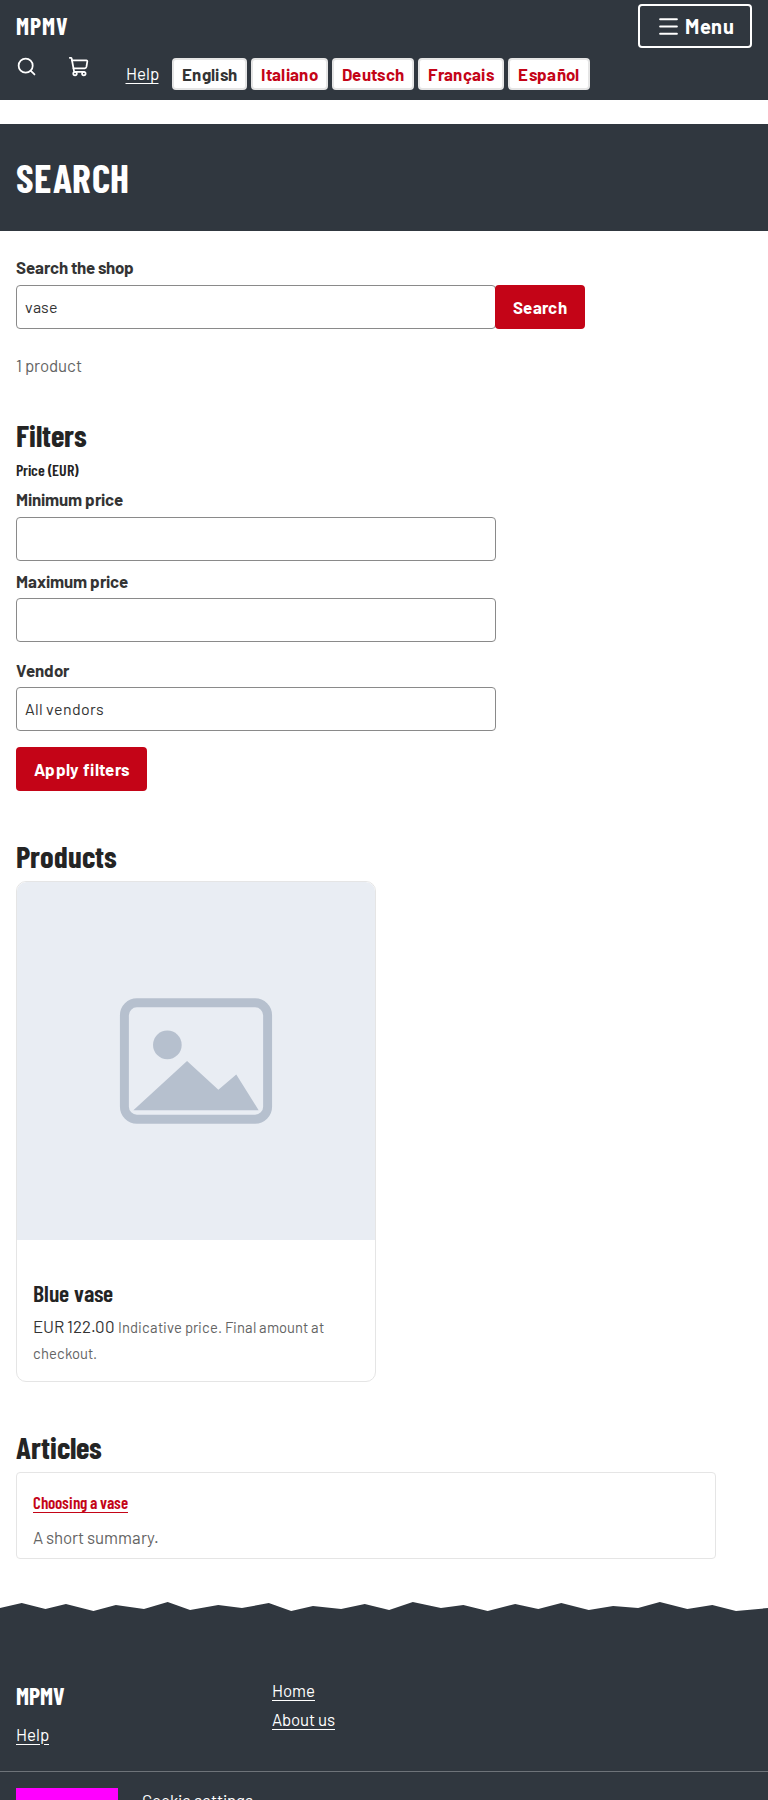 MPMV
Menu
Help English Italiano Deutsch Français Español
SEARCH
Search the shop
vase
Search
1 product
Filters
Price (EUR)
Minimum price
Maximum price
Vendor
All vendors
Apply filters
Products
Blue vase
EUR 122.00 Indicative price. Final amount at
checkout.
Articles
Choosing a vase
A short summary.
MPMV
Help
Home
About us
Cookie settings